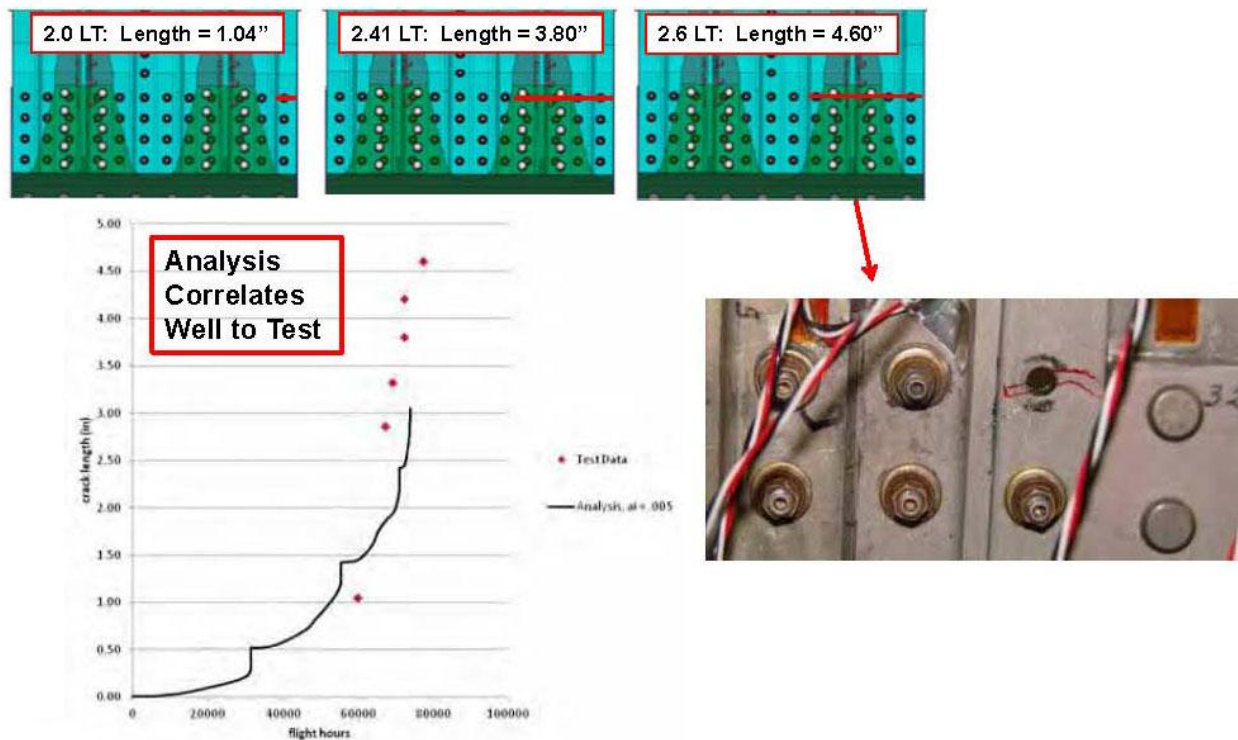 2.0 LT: Length = 1.04”
2.41 LT: Length = 3.80”
2.6 LT: Length = 4.60”
Analysis
Correlates
Well to Test
5.00
4.50
4.00
3.50
3.00
2.50
2.00
1.50
1.00
0.50
0.00
crack length (in)
0
20000
40000
60000
80000
100000
flight hours
Test Data
Analysis, ai = .005
32